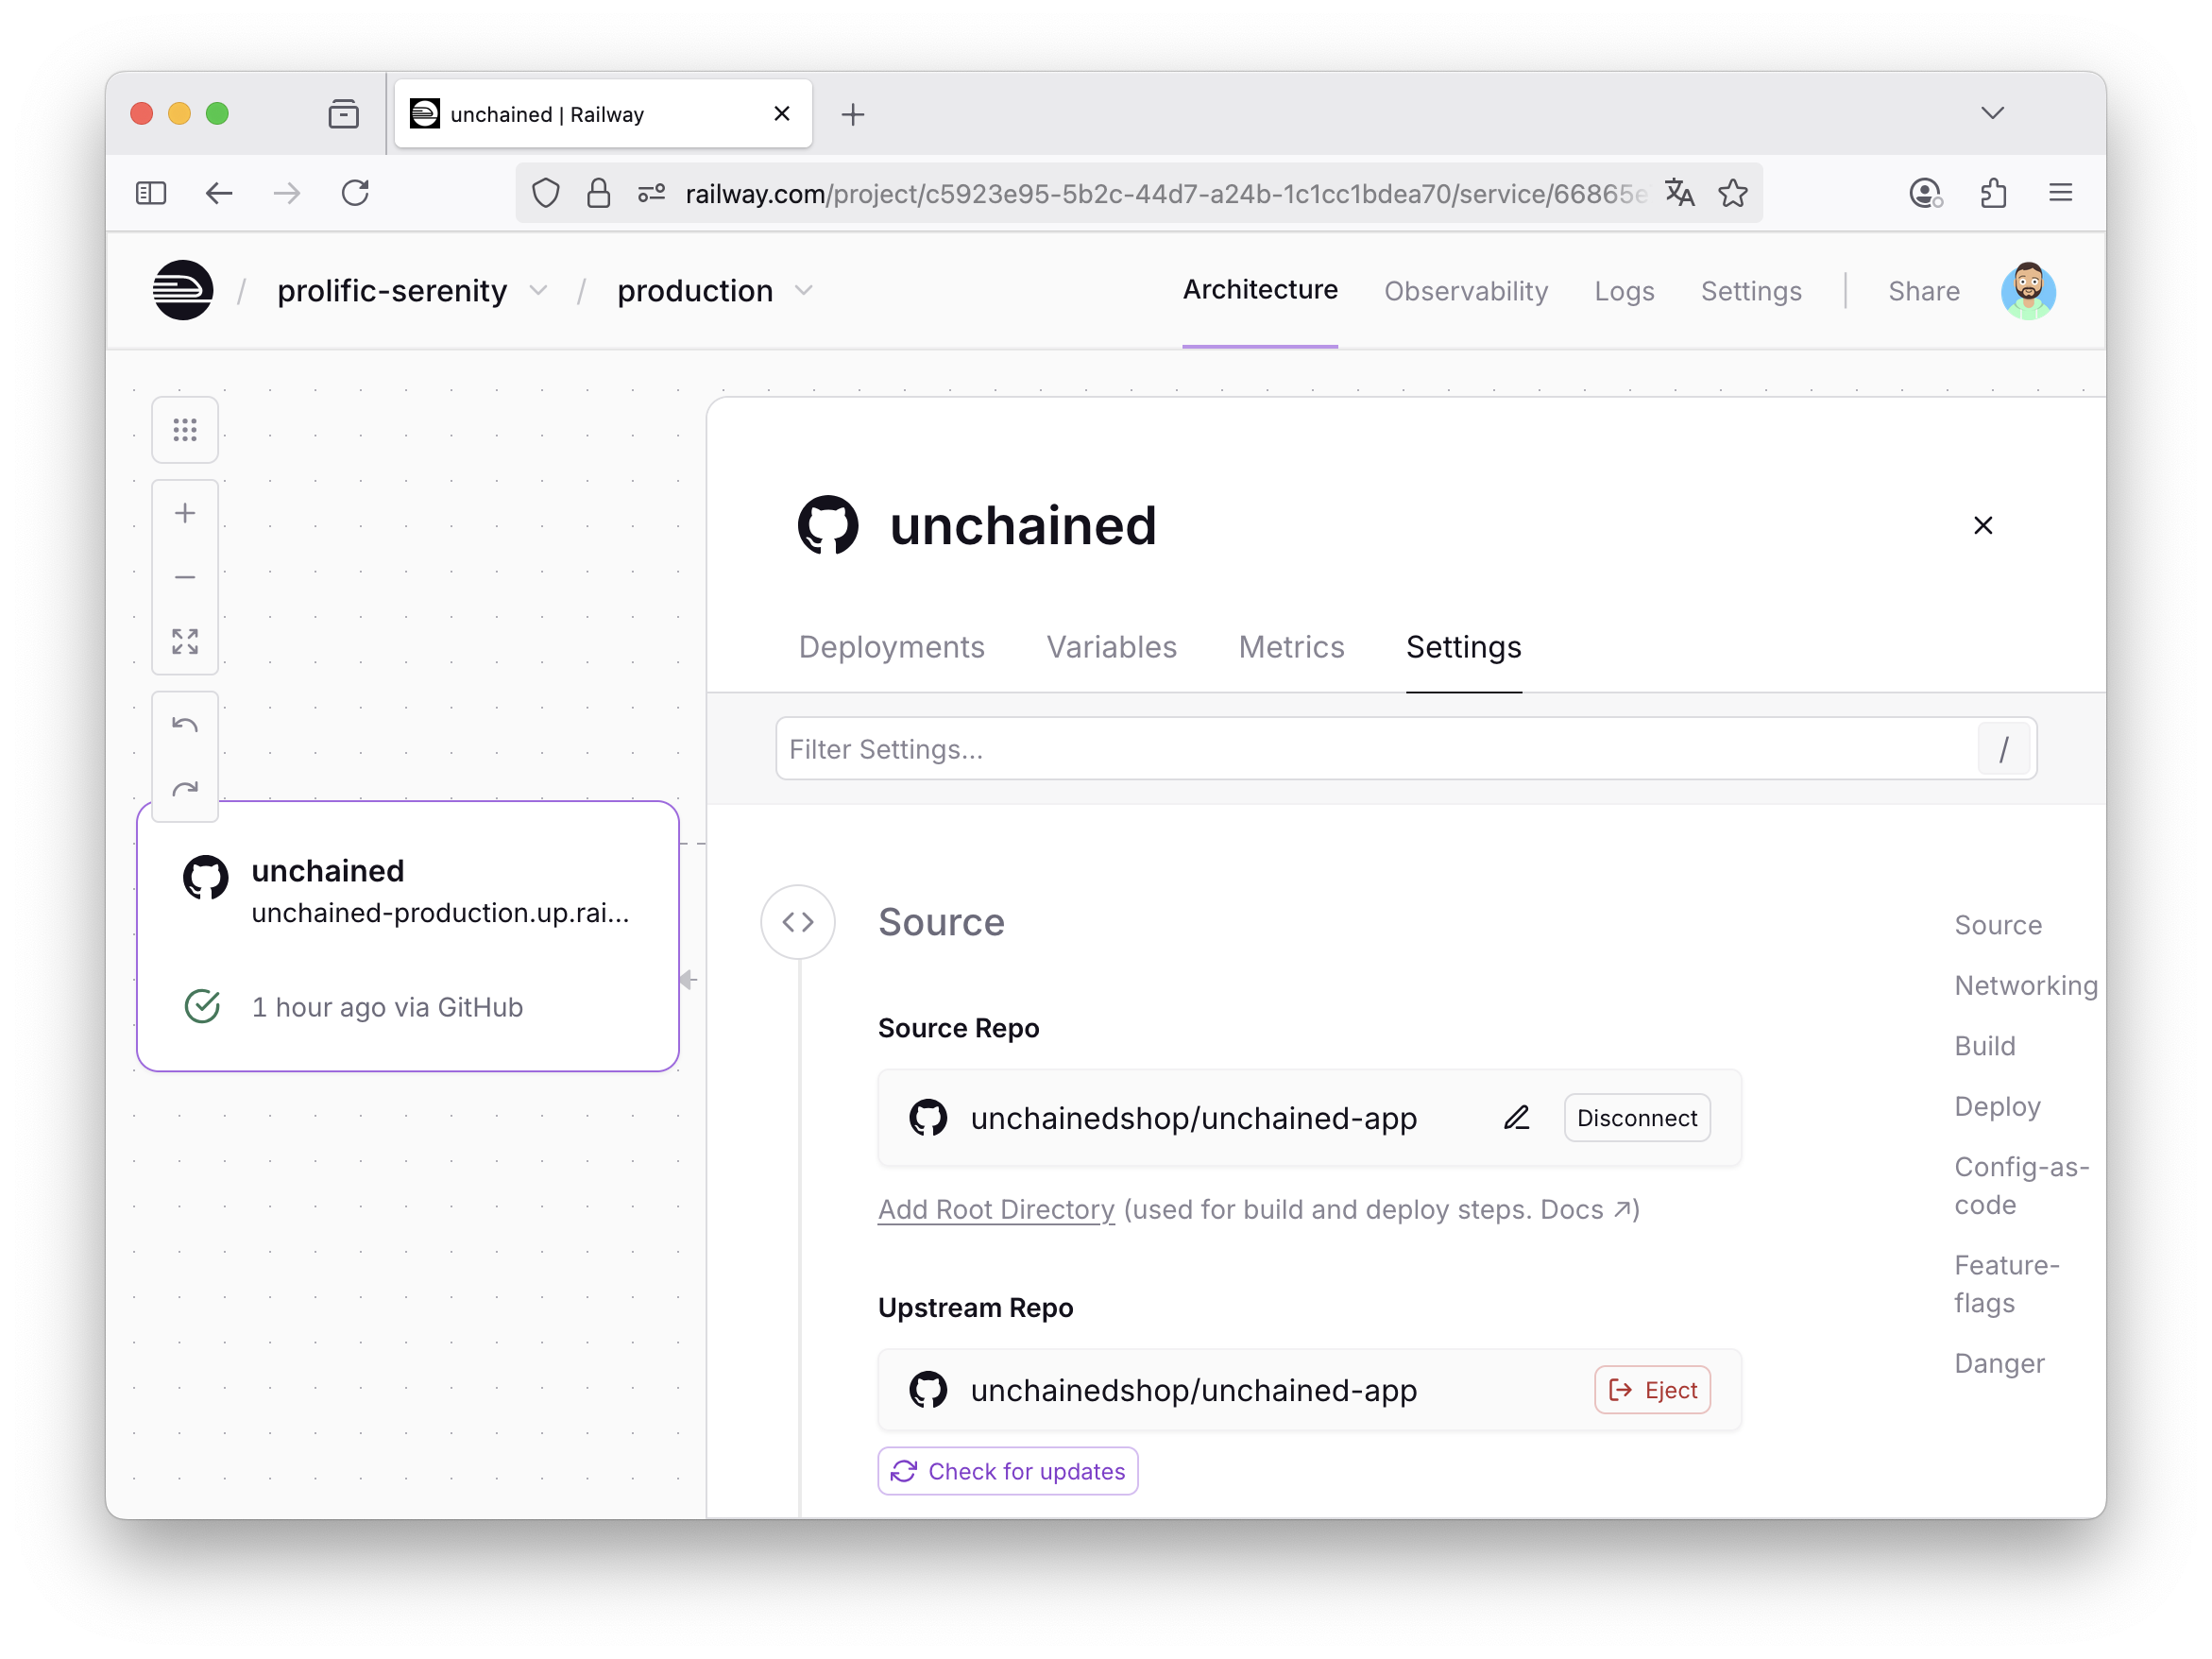 unchained | Railway
railway.com/project/c5923e95-5b2c-44d7-a24b-1c1cc1bdea70/service/66865e
/ prolific-serenity / production
Architecture Observability Logs Settings Share
unchained
Deployments Variables Metrics Settings
Filter Settings... /
unchained
unchained-production.up.rai...
1 hour ago via GitHub
Source
Source Repo
unchainedshop/unchained-app Disconnect
Add Root Directory (used for build and deploy steps. Docs ↗)
Upstream Repo
unchainedshop/unchained-app Eject
Check for updates
Source
Networking
Build
Deploy
Config-as-
code
Feature-
flags
Danger